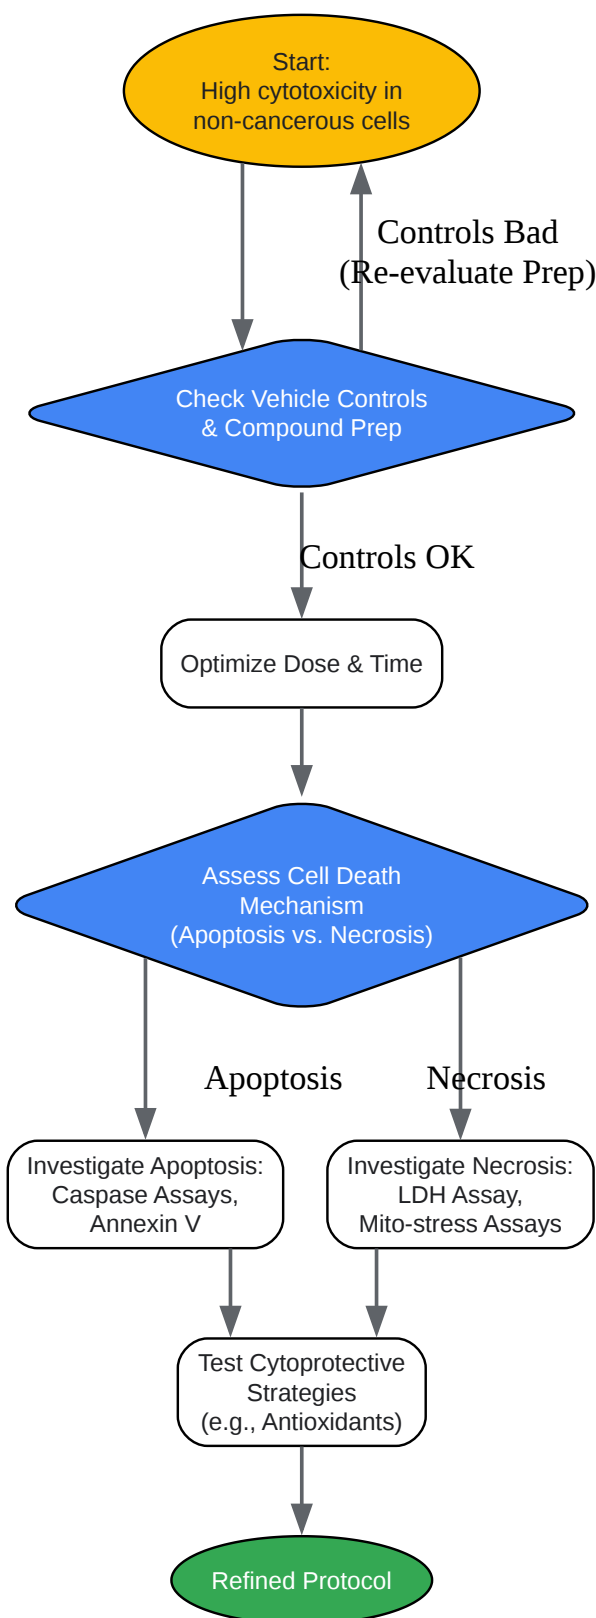 Start:
High cytotoxicity in
non-cancerous cells
Controls Bad
(Re-evaluate Prep)
Check Vehicle Controls
& Compound Prep
Controls OK
Optimize Dose & Time
Assess Cell Death
Mechanism
(Apoptosis vs. Necrosis)
Apoptosis
Necrosis
Investigate Apoptosis:
Caspase Assays,
Annexin V
Investigate Necrosis:
LDH Assay,
Mito-stress Assays
Test Cytoprotective
Strategies
(e.g., Antioxidants)
Refined Protocol